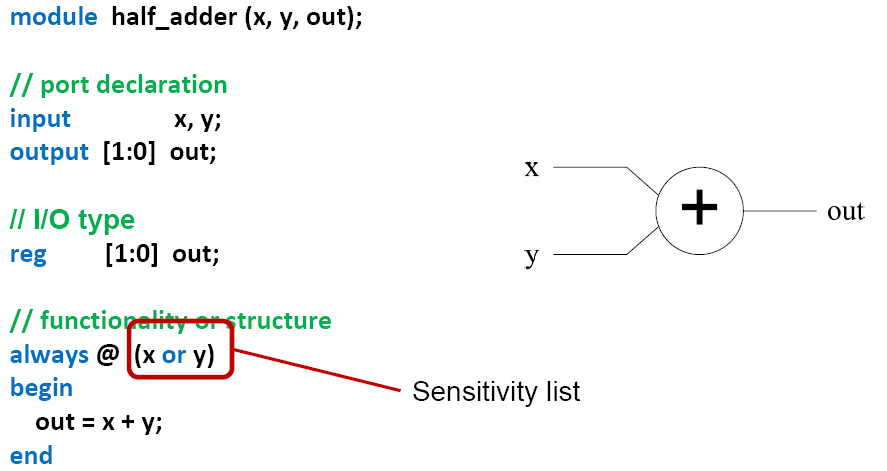 module half_adder (x, y, out);
// port declaration
input x, y;
output [1:0] out;
// I/O type
reg [1:0] out;
// functionality or structure
always @ (x or y)
begin
out = x + y;
end
x
y
+
out
Sensitivity list